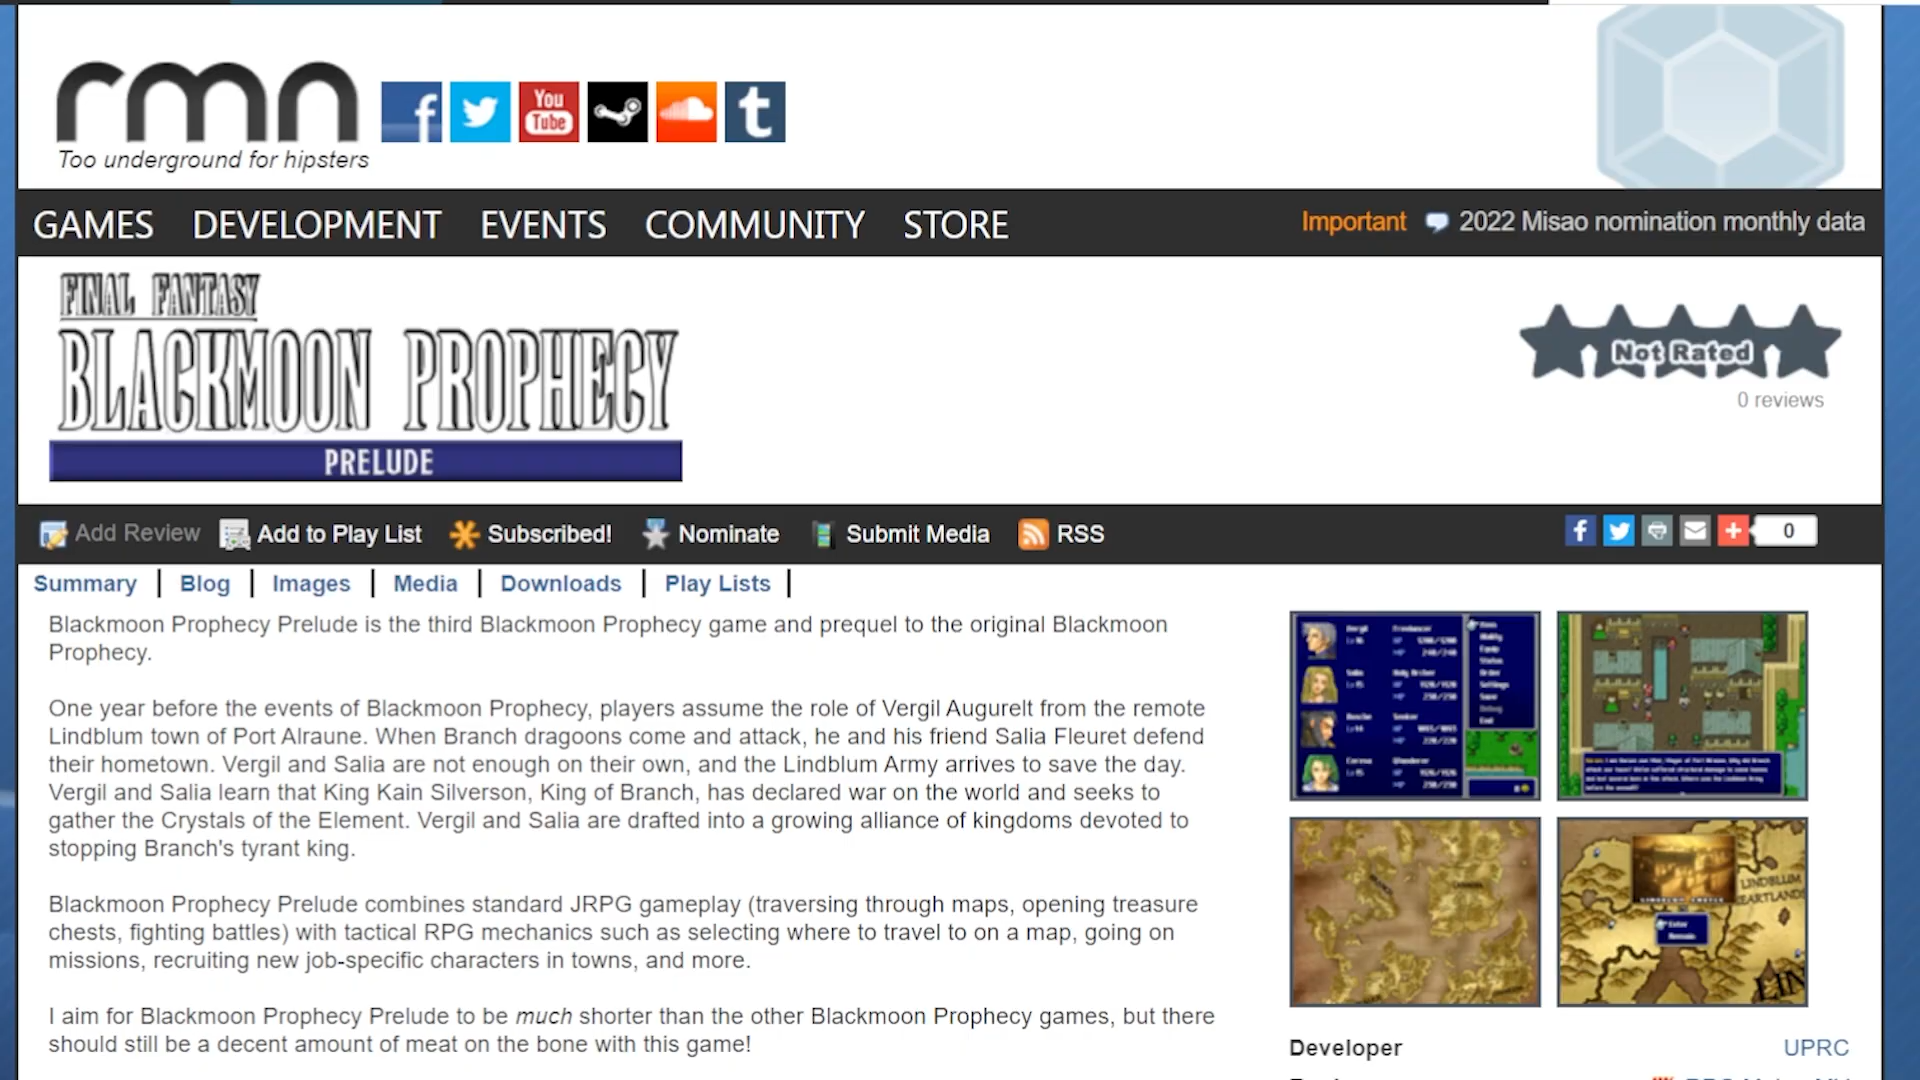 rmn
Too underground for hipsters
f
You
Tube
t
GAMES DEVELOPMENT EVENTS COMMUNITY STORE
Important 2022 Misao nomination monthly data
FINAL FANTASY
BLACKMOON PROPHECY
PRELUDE
Not Rated
0 reviews
Add Review Add to Play List Subscribed! Nominate Submit Media RSS
f + 0
Summary | Blog | Images | Media | Downloads | Play Lists |
Blackmoon Prophecy Prelude is the third Blackmoon Prophecy game and prequel to the original Blackmoon
Prophecy.
One year before the events of Blackmoon Prophecy, players assume the role of Vergil Augurelt from the remote
Lindblum town of Port Alraune. When Branch dragoons come and attack, he and his friend Salia Fleuret defend
their hometown. Vergil and Salia are not enough on their own, and the Lindblum Army arrives to save the day.
Vergil and Salia learn that King Kain Silverson, King of Branch, has declared war on the world and seeks to
gather the Crystals of the Element. Vergil and Salia are drafted into a growing alliance of kingdoms devoted to
stopping Branch's tyrant king.
Blackmoon Prophecy Prelude combines standard JRPG gameplay (traversing through maps, opening treasure
chests, fighting battles) with tactical RPG mechanics such as selecting where to travel to on a map, going on
missions, recruiting new job-specific characters in towns, and more.
I aim for Blackmoon Prophecy Prelude to be much shorter than the other Blackmoon Prophecy games, but there
should still be a decent amount of meat on the bone with this game!
LINDBLUM
Developer UPRC